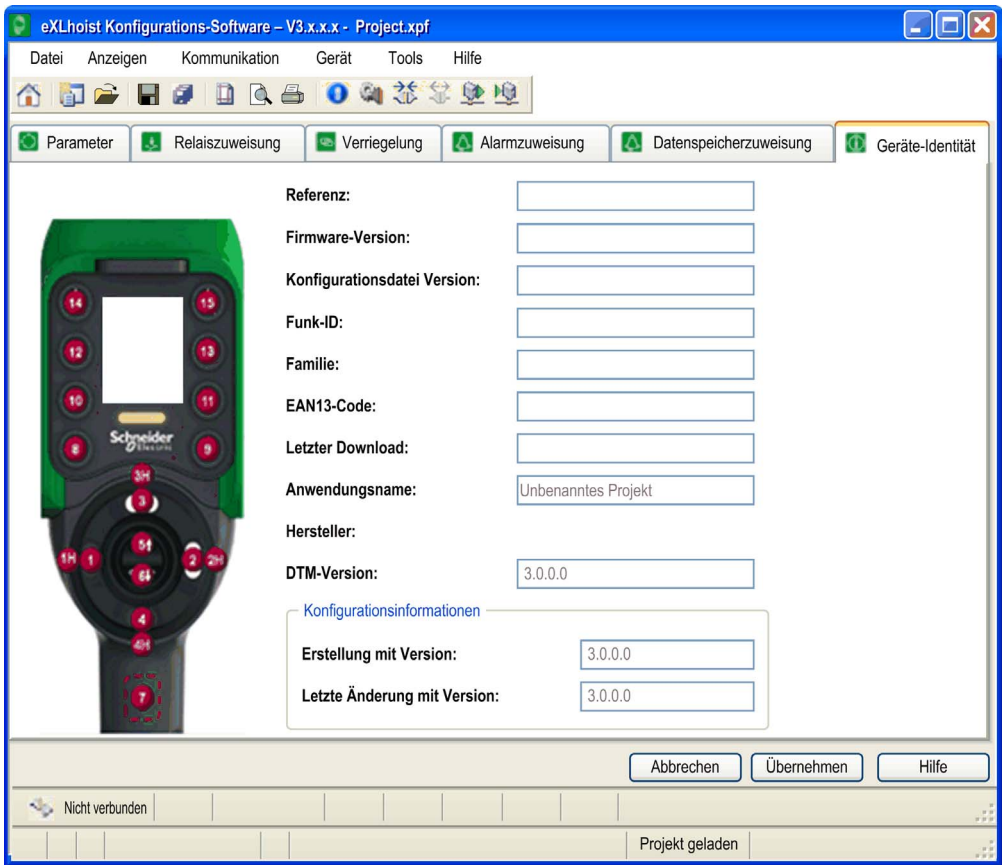 eXLhoist Konfigurations-Software – V3.x.x.x - Project.xpf
Datei Anzeigen Kommunikation Gerät Tools Hilfe
Parameter Relaiszuweisung Verriegelung Alarmzuweisung Datenspeicherzuweisung Geräte-Identität
Referenz:
Firmware-Version:
Konfigurationsdatei Version:
14 15
Funk-ID:
12 13
Familie:
10 11
EAN13-Code:
Schneider
Electric
8 9
Letzter Download:
3H
3
Anwendungsname: Unbenanntes Projekt
Hersteller:
5↑
1H 1 2 2H
6↓
DTM-Version: 3.0.0.0
Konfigurationsinformationen
4
4H
Erstellung mit Version: 3.0.0.0
7
Letzte Änderung mit Version: 3.0.0.0
Abbrechen Übernehmen Hilfe
Nicht verbunden
Projekt geladen